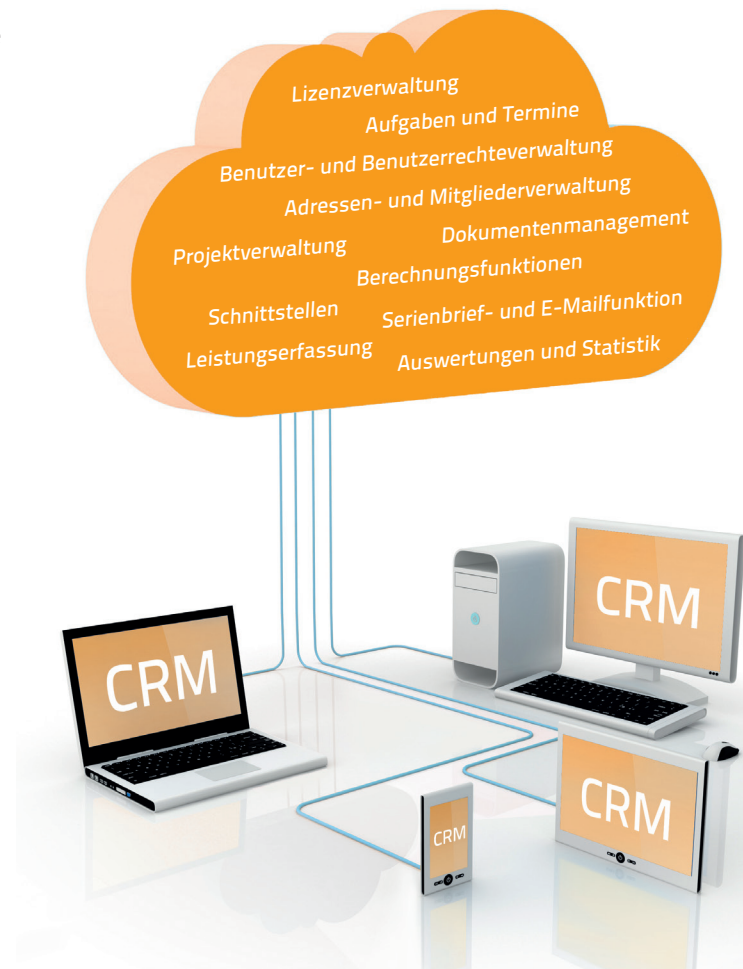 Lizenzverwaltung
Aufgaben und Termine
Benutzer- und Benutzerrechteverwaltung
Adressen- und Mitgliederverwaltung
Projektverwaltung
Dokumentenmanagement
Berechnungsfunktionen
Schnittstellen
Serienbrief- und E-Mailfunktion
Leistungserfassung
Auswertungen und Statistik
CRM
CRM
CRM
CRM